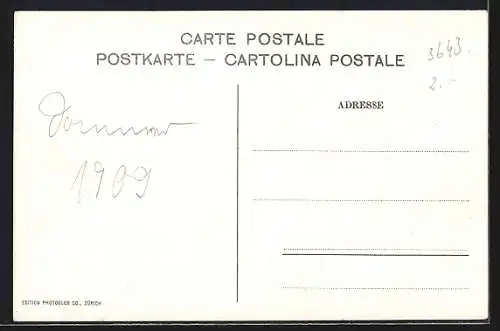 CARTE POSTALE
POSTKARTE – CARTOLINA POSTALE
3643.
2.-
ADRESSE
1909
EDITION PHOTOGLOB CO., ZÜRICH